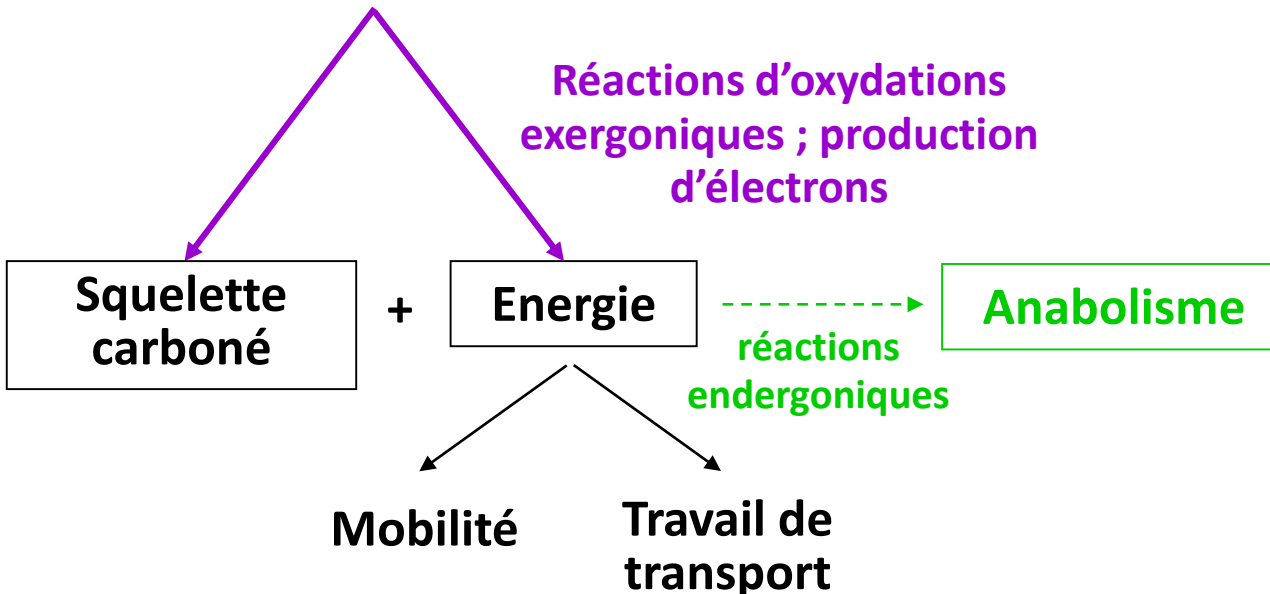 Réactions d’oxydations
exergoniques ; production
d’électrons
Squelette
carboné
+
Energie
Anabolisme
réactions
endergoniques
Mobilité
Travail de
transport